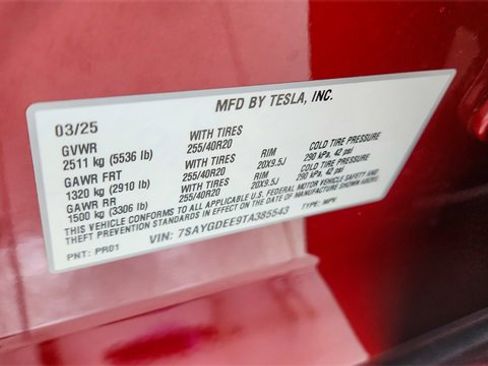 MFD BY TESLA, INC.
03/25
GVWR WITH TIRES COLD TIRE PRESSURE
2511 kg (5536 lb) 255/40R20 RIM 20X9.5J 290 kPa, 42 psi
GAWR FRT WITH TIRES COLD TIRE PRESSURE
1320 kg (2910 lb) 255/40R20 RIM 20X9.5J 290 kPa, 42 psi
GAWR RR WITH TIRES
1500 kg (3306 lb) 255/40R20
THIS VEHICLE CONFORMS TO ALL APPLICABLE U.S. FEDERAL MOTOR VEHICLE SAFETY AND
THEFT PREVENTION STANDARDS IN EFFECT ON THE DATE OF MANUFACTURE SHOWN ABOVE.
PNT: PR01 VIN: 7SAYGDEE9TA385543 TYPE: MPV